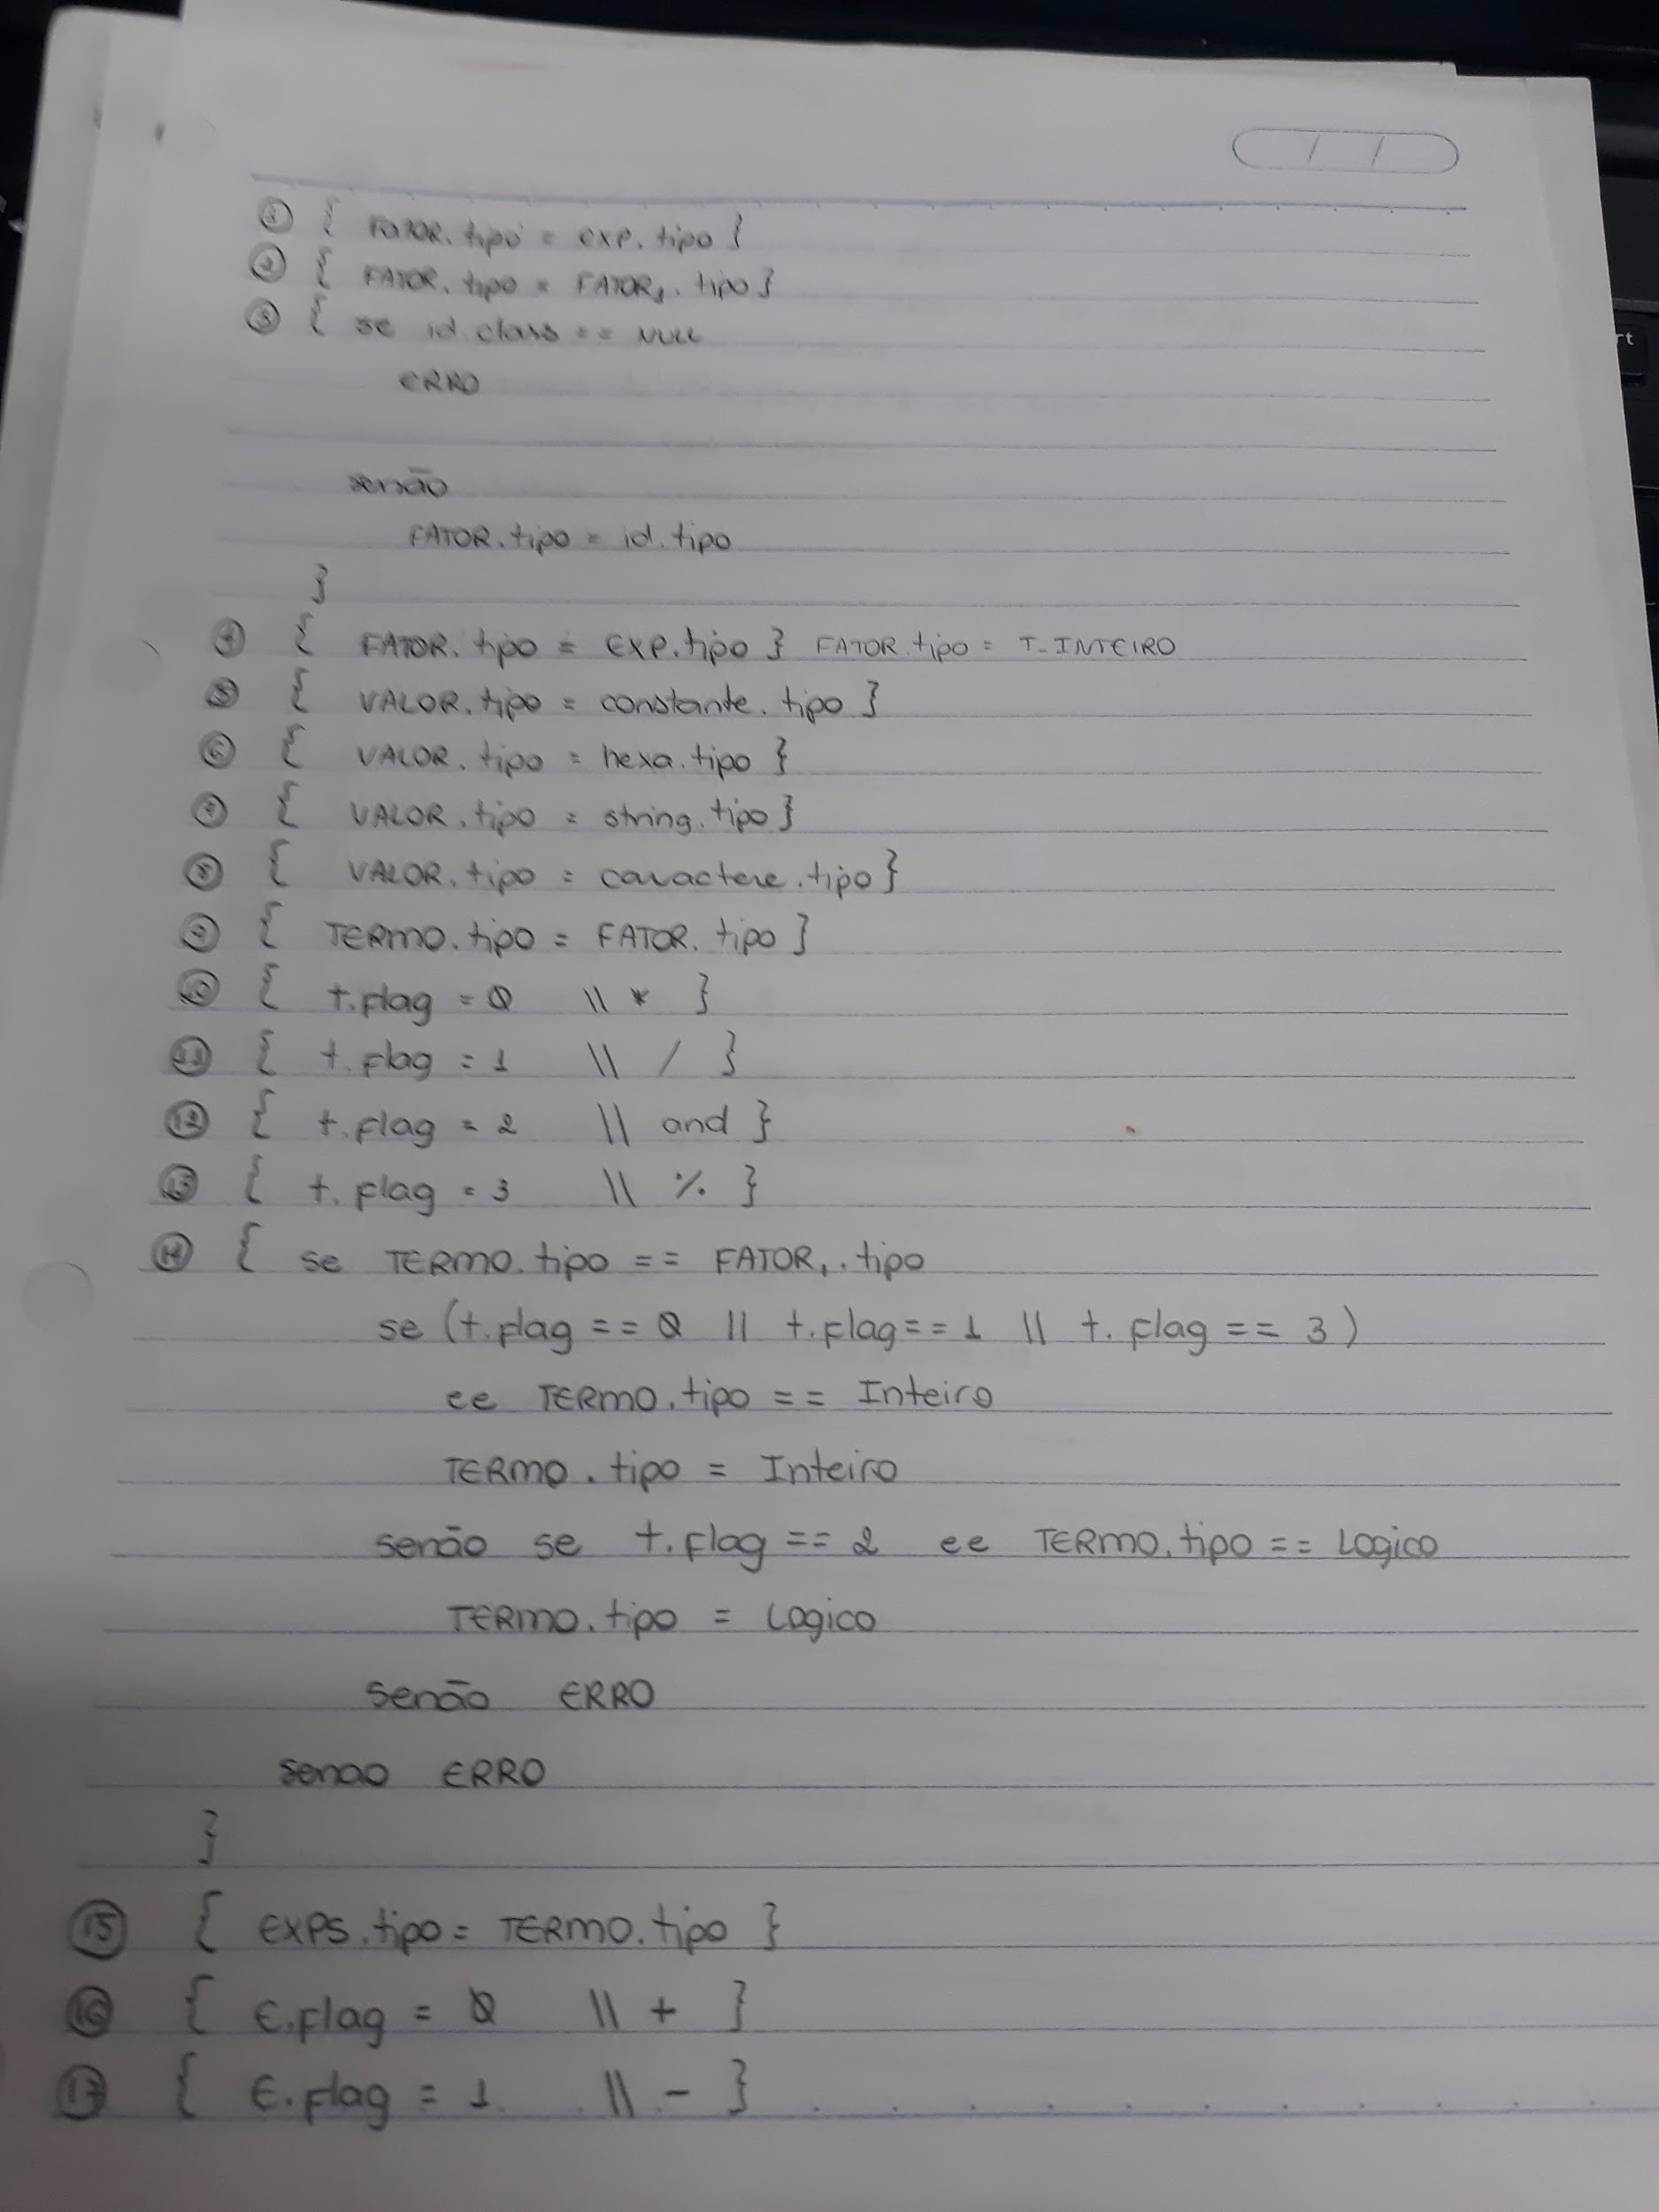 ① { FATOR.tipo = exp.tipo }
② { FATOR.tipo = FATOR₁.tipo }
③ { se id.class == NULL
ERRO
senão
FATOR.tipo = id.tipo
}
④ { FATOR.tipo = exp.tipo } FATOR.tipo = T_INTEIRO
⑤ { VALOR.tipo = constante.tipo }
⑥ { VALOR.tipo = hexa.tipo }
⑦ { VALOR.tipo = string.tipo }
⑧ { VALOR.tipo = caractere.tipo }
⑨ { TERMO.tipo = FATOR.tipo }
⑩ { t.flag = 0 \\ * }
⑪ { t.flag = 1 \\ / }
⑫ { t.flag = 2 \\ and }
⑬ { t.flag = 3 \\ % }
⑭ { se TERMO.tipo == FATOR₁.tipo
se (t.flag == 0 || t.flag == 1 || t.flag == 3)
ee TERMO.tipo == Inteiro
TERMO.tipo = Inteiro
senão se t.flag == 2 ee TERMO.tipo == Logico
TERMO.tipo = Logico
senão ERRO
senao ERRO
}
⑮ { EXPS.tipo = TERMO.tipo }
⑯ { E.flag = 0 \\ + }
⑰ { E.flag = 1 \\ - }